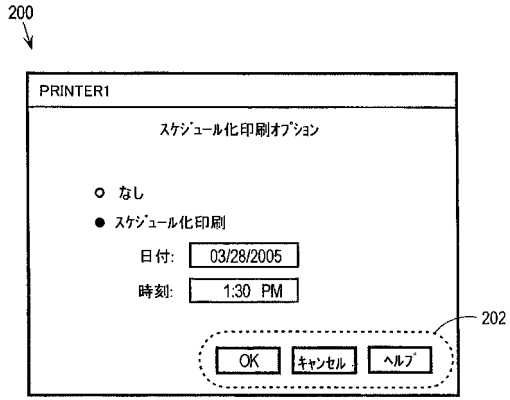 200
PRINTER1
スケジュール化印刷オプション
なし
スケジュール化印刷
日付: 03/28/2005
時刻: 1:30 PM
202
OK キャンセル ヘルプ